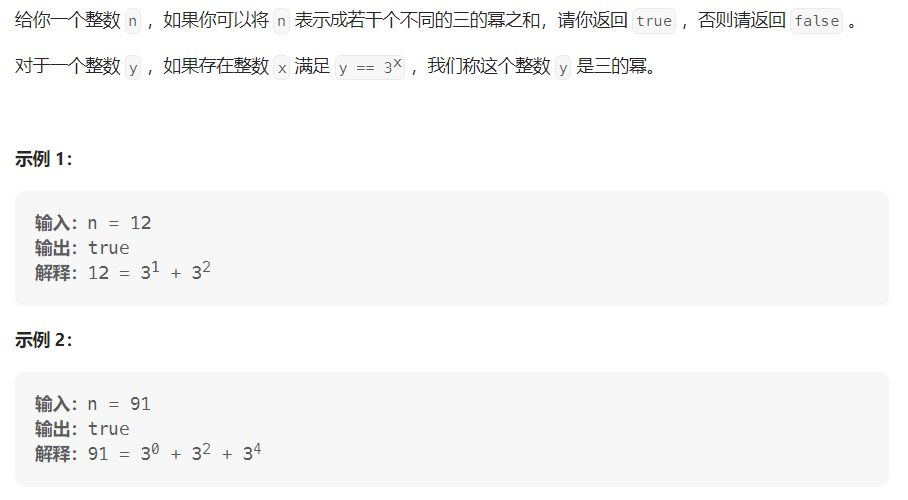 给你一个整数 n ，如果你可以将 n 表示成若干个不同的三的幂之和，请你返回 true ，否则请返回 false 。
对于一个整数 y ，如果存在整数 x 满足 y == 3^x ，我们称这个整数 y 是三的幂。
示例 1：
输入：n = 12
输出：true
解释：12 = 3^1 + 3^2
示例 2：
输入：n = 91
输出：true
解释：91 = 3^0 + 3^2 + 3^4